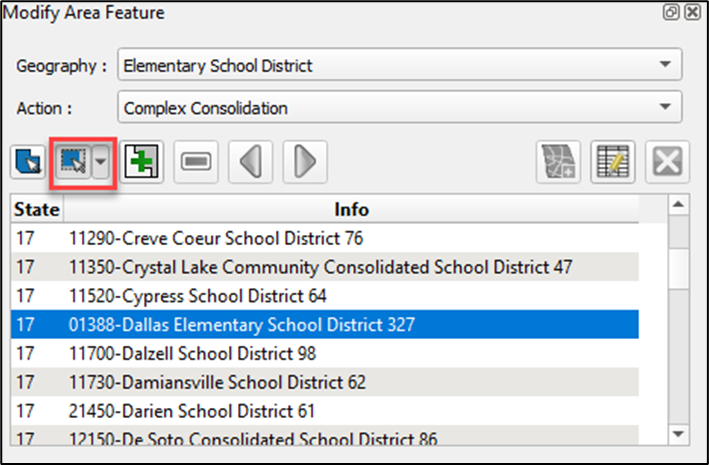 Modify Area Feature
Geography : Elementary School District
Action : Complex Consolidation
State Info
17 11290-Creve Coeur School District 76
17 11350-Crystal Lake Community Consolidated School District 47
17 11520-Cypress School District 64
17 01388-Dallas Elementary School District 327
17 11700-Dalzell School District 98
17 11730-Damiansville School District 62
17 21450-Darien School District 61
17 12150-De Soto Consolidated School District 86